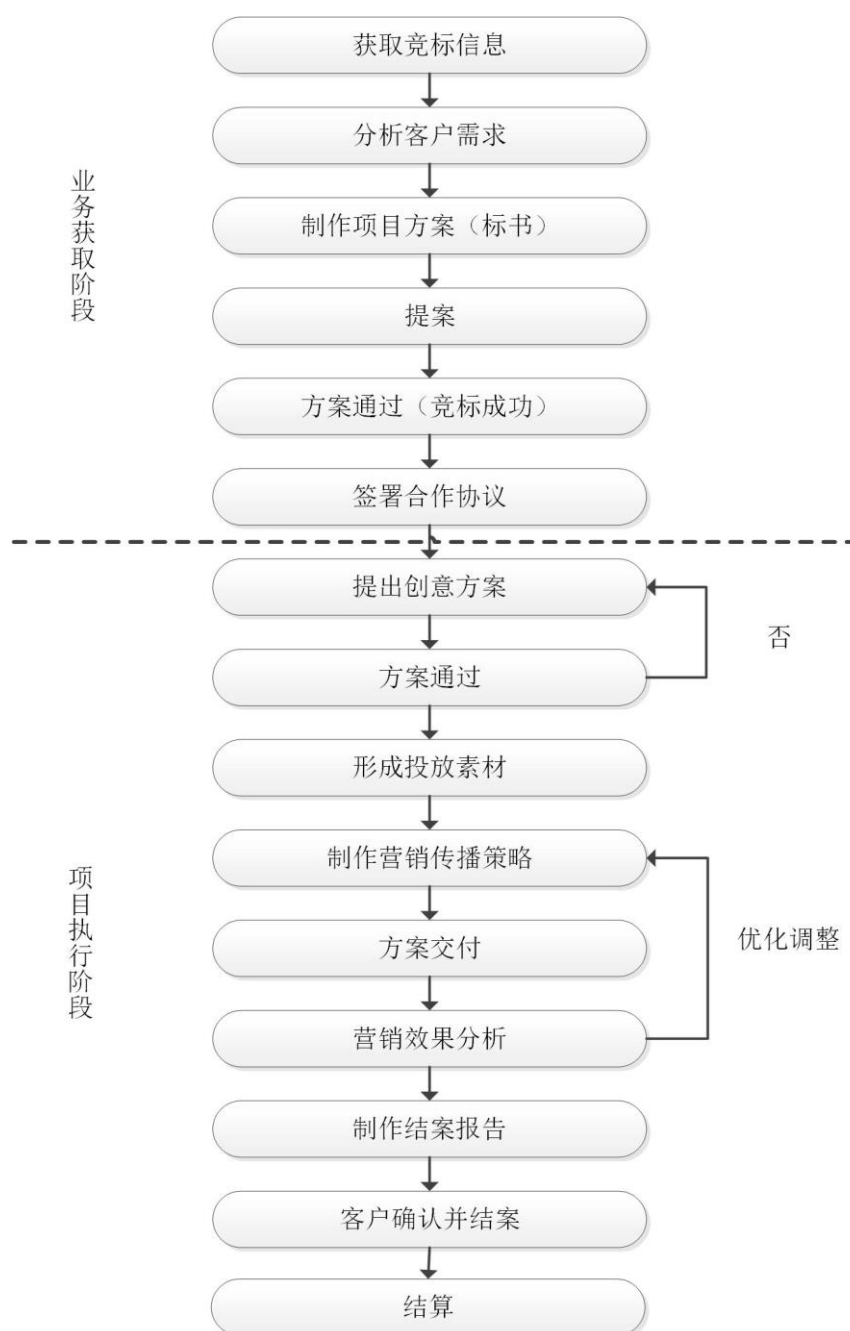 获取竞标信息
分析客户需求
业务获取阶段
制作项目方案（标书）
提案
方案通过（竞标成功）
签署合作协议
提出创意方案
否
方案通过
形成投放素材
制作营销传播策略
项目执行阶段
优化调整
方案交付
营销效果分析
制作结案报告
客户确认并结案
结算